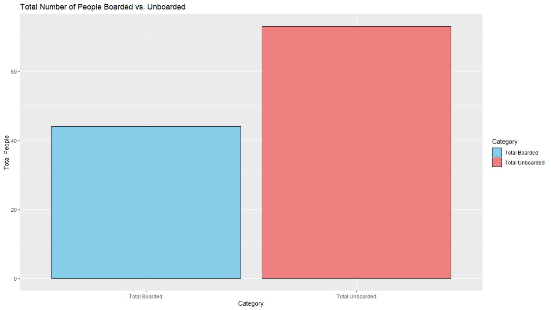 Total Number of People Boarded vs. Unboarded
Total People
60
40
20
0
Total Boarded
Total Unboarded
Category
Category
Total Boarded
Total Unboarded